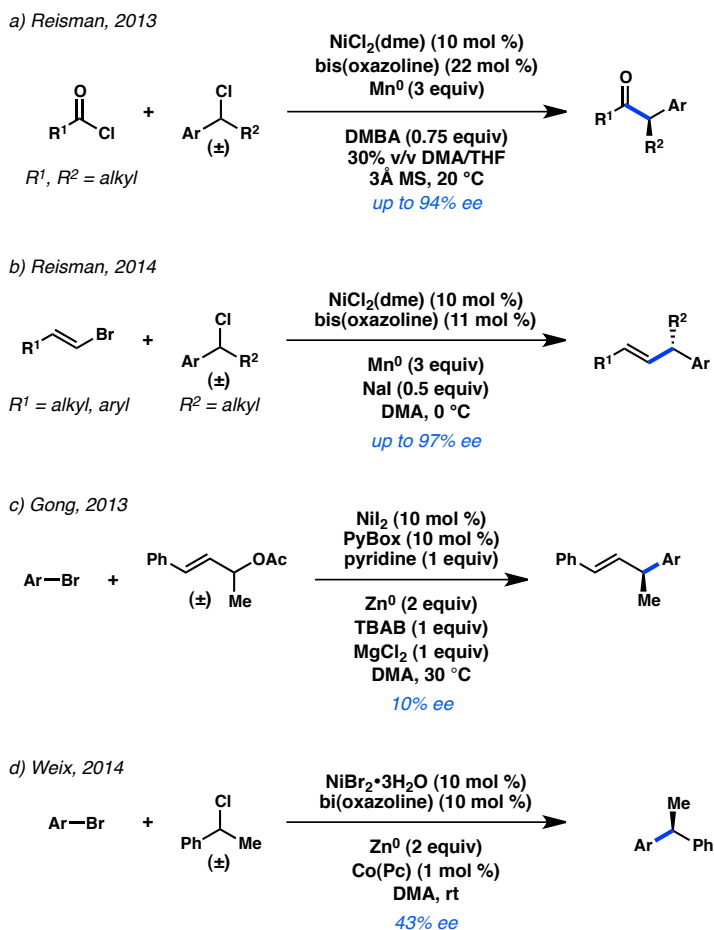 a) Reisman, 2013
NiCl2(dme) (10 mol %)
bis(oxazoline) (22 mol %)
Mn0 (3 equiv)
O
R1
Cl
+
Cl
Ar
R2
(±)
O
R1
Ar
R2
DMBA (0.75 equiv)
30% v/v DMA/THF
3Å MS, 20 °C
up to 94% ee
R1, R2 = alkyl
b) Reisman, 2014
NiCl2(dme) (10 mol %)
bis(oxazoline) (11 mol %)
R1
Br
+
Cl
Ar
R2
(±)
R2
R1
Ar
Mn0 (3 equiv)
NaI (0.5 equiv)
DMA, 0 °C
up to 97% ee
R1 = alkyl, aryl
R2 = alkyl
c) Gong, 2013
NiI2 (10 mol %)
PyBox (10 mol %)
pyridine (1 equiv)
Ar—Br
+
Ph
OAc
Me
(±)
Ph
Ar
Me
Zn0 (2 equiv)
TBAB (1 equiv)
MgCl2 (1 equiv)
DMA, 30 °C
10% ee
d) Weix, 2014
NiBr2•3H2O (10 mol %)
bi(oxazoline) (10 mol %)
Ar—Br
+
Cl
Ph
Me
(±)
Me
Ar
Ph
Zn0 (2 equiv)
Co(Pc) (1 mol %)
DMA, rt
43% ee